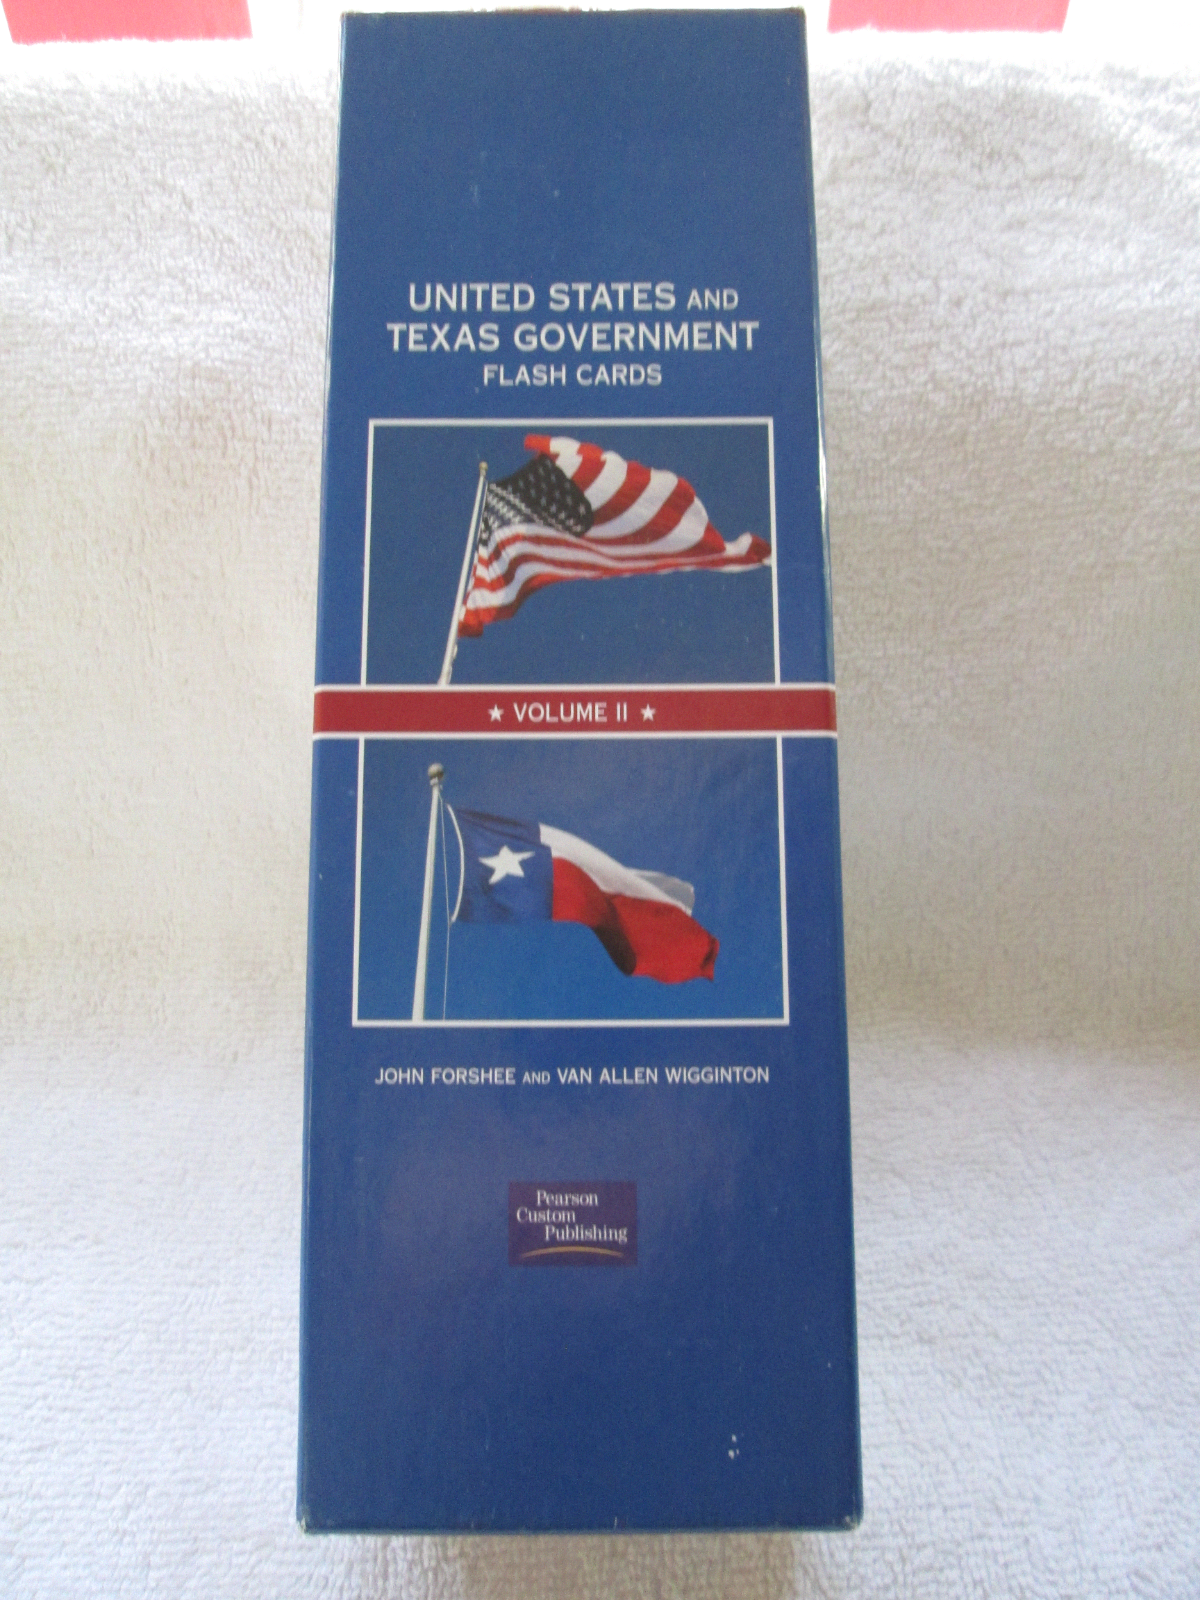 UNITED STATES AND
TEXAS GOVERNMENT
FLASH CARDS
★ VOLUME II ★
JOHN FORSHEE AND VAN ALLEN WIGGINTON
Pearson
Custom
Publishing